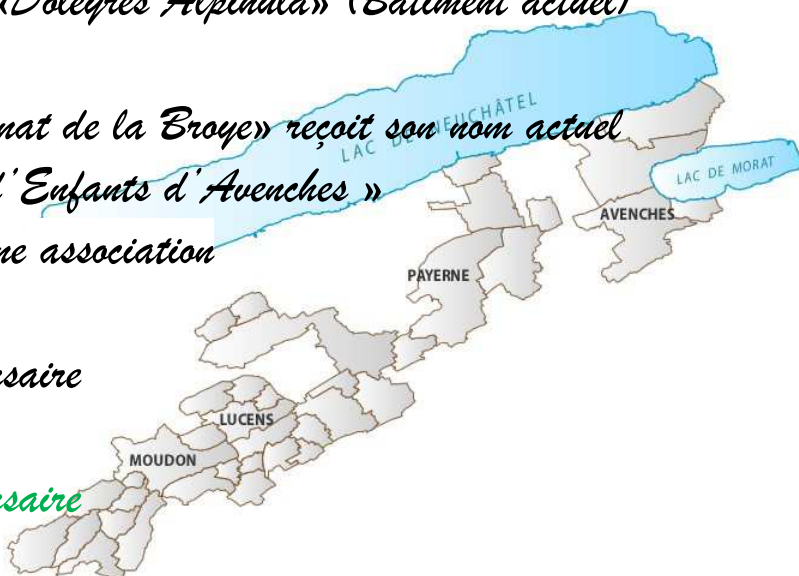 «Doleyres Alpinula» (Bâtiment actuel)
nat de la Broye» reçoit son nom actuel
d'Enfants d'Avenches »
ne association
saire
saire
LAC DE NEUCHÂTEL
LAC DE MORAT
AVENCHES
PAYERNE
LUCENS
MOUDON